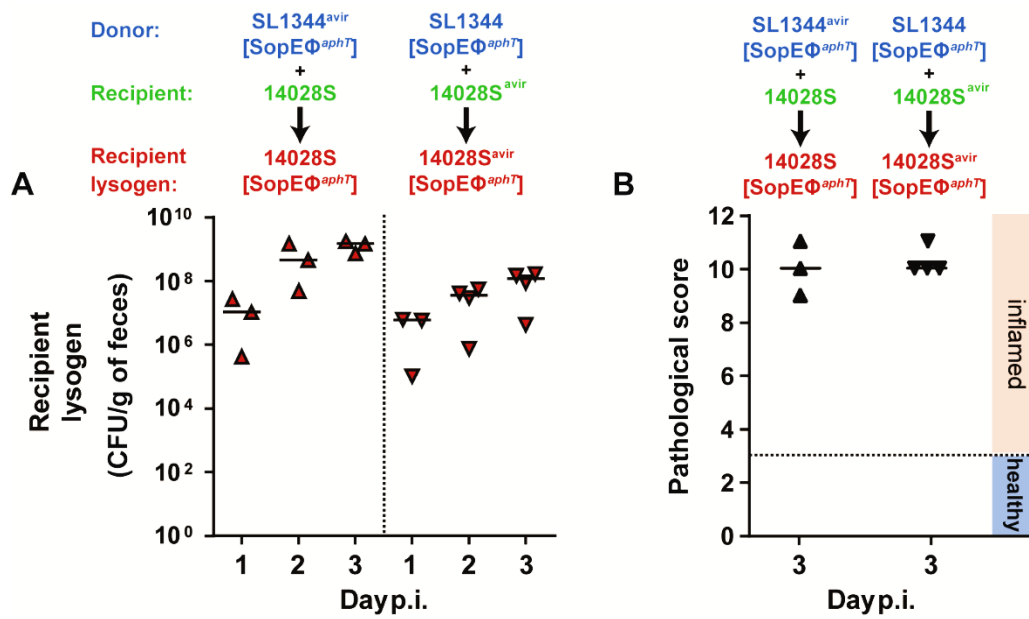 Donor: SL1344avir SL1344
[SopEΦaphT] [SopEΦaphT]
+ +
Recipient: 14028S 14028Savir
Recipient 14028S 14028Savir
lysogen: [SopEΦaphT] [SopEΦaphT]
A
Recipient lysogen
(CFU/g of feces)
10^10
10^8
10^6
10^4
10^2
10^0
1 2 3 1 2 3
Dayp.i.
SL1344avir SL1344
[SopEΦaphT] [SopEΦaphT]
+ +
14028S 14028Savir
14028S 14028Savir
[SopEΦaphT] [SopEΦaphT]
B
Pathological score
12
10
8
6
4
2
0
inflamed
healthy
3 3
Dayp.i.